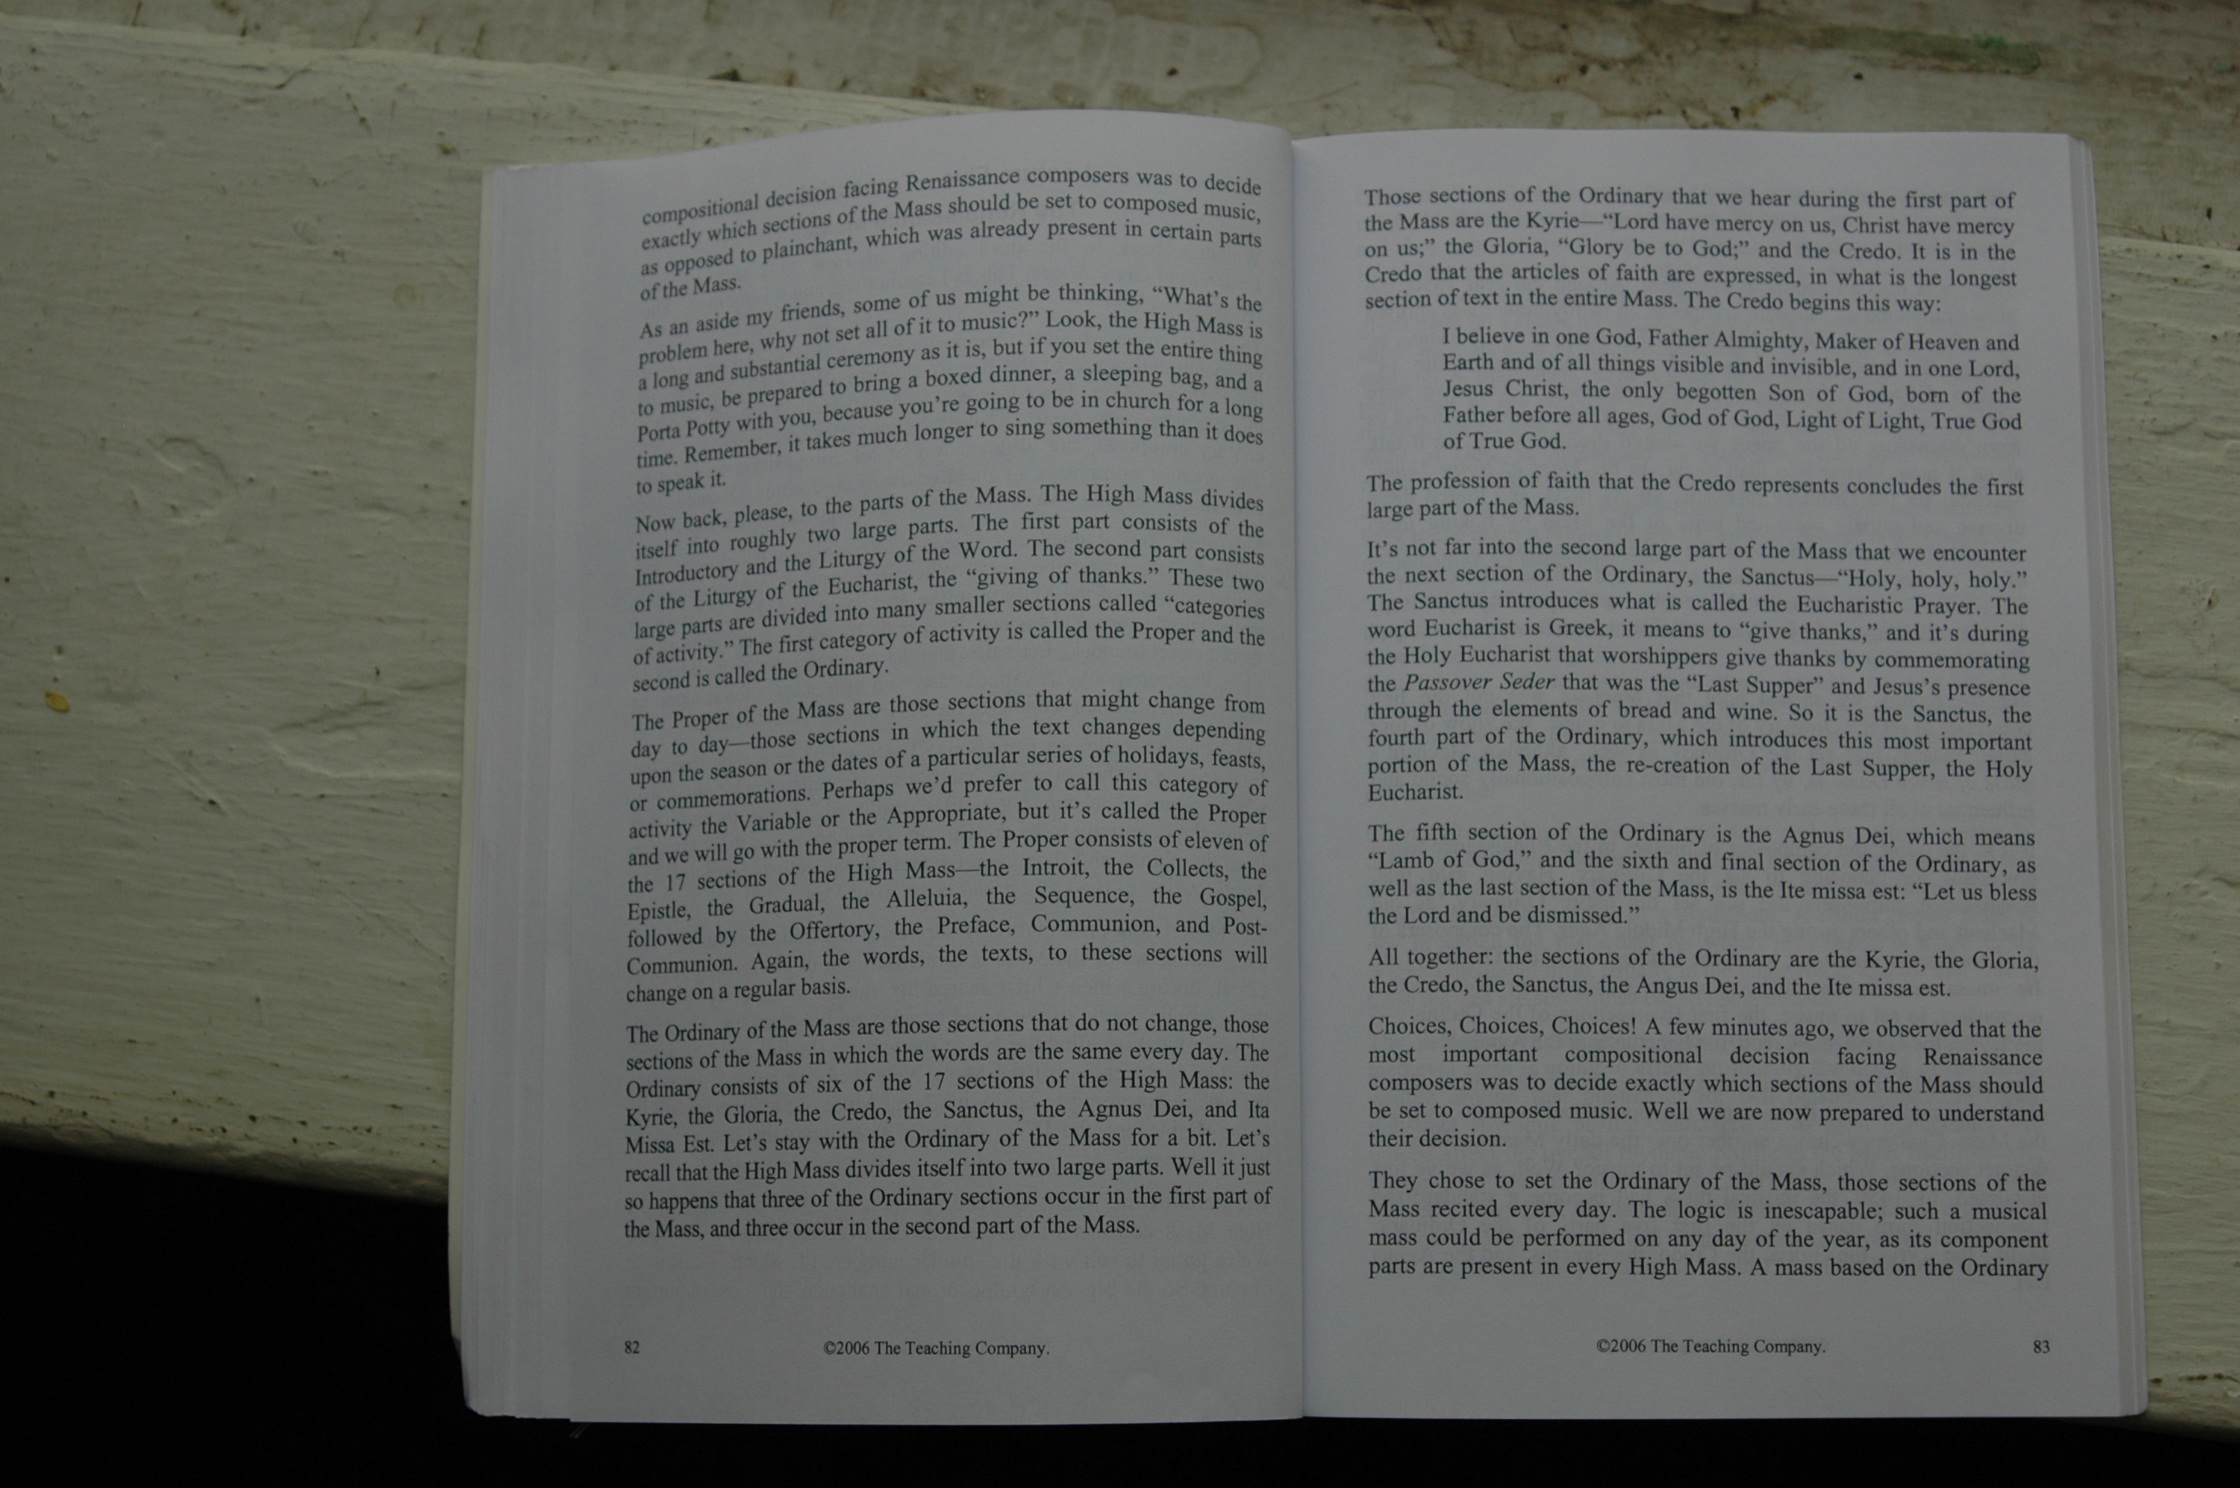 compositional decision facing Renaissance composers was to decide
exactly which sections of the Mass should be set to composed music,
as opposed to plainchant, which was already present in certain parts
of the Mass.
As an aside my friends, some of us might be thinking, “What’s the
problem here, why not set all of it to music?” Look, the High Mass is
a long and substantial ceremony as it is, but if you set the entire thing
to music, be prepared to bring a boxed dinner, a sleeping bag, and a
Porta Potty with you, because you’re going to be in church for a long
time. Remember, it takes much longer to sing something than it does
to speak it.
Now back, please, to the parts of the Mass. The High Mass divides
itself into roughly two large parts. The first part consists of the
Introductory and the Liturgy of the Word. The second part consists
of the Liturgy of the Eucharist, the “giving of thanks.” These two
large parts are divided into many smaller sections called “categories
of activity.” The first category of activity is called the Proper and the
second is called the Ordinary.
The Proper of the Mass are those sections that might change from
day to day—those sections in which the text changes depending
upon the season or the dates of a particular series of holidays, feasts,
or commemorations. Perhaps we’d prefer to call this category of
activity the Variable or the Appropriate, but it’s called the Proper
and we will go with the proper term. The Proper consists of eleven of
the 17 sections of the High Mass—the Introit, the Collects, the
Epistle, the Gradual, the Alleluia, the Sequence, the Gospel,
followed by the Offertory, the Preface, Communion, and Post-
Communion. Again, the words, the texts, to these sections will
change on a regular basis.
The Ordinary of the Mass are those sections that do not change, those
sections of the Mass in which the words are the same every day. The
Ordinary consists of six of the 17 sections of the High Mass: the
Kyrie, the Gloria, the Credo, the Sanctus, the Agnus Dei, and Ita
Missa Est. Let’s stay with the Ordinary of the Mass for a bit. Let’s
recall that the High Mass divides itself into two large parts. Well it just
so happens that three of the Ordinary sections occur in the first part of
the Mass, and three occur in the second part of the Mass.
82
©2006 The Teaching Company.
Those sections of the Ordinary that we hear during the first part of
the Mass are the Kyrie—“Lord have mercy on us, Christ have mercy
on us;” the Gloria, “Glory be to God;” and the Credo. It is in the
Credo that the articles of faith are expressed, in what is the longest
section of text in the entire Mass. The Credo begins this way:
I believe in one God, Father Almighty, Maker of Heaven and
Earth and of all things visible and invisible, and in one Lord,
Jesus Christ, the only begotten Son of God, born of the
Father before all ages, God of God, Light of Light, True God
of True God.
The profession of faith that the Credo represents concludes the first
large part of the Mass.
It’s not far into the second large part of the Mass that we encounter
the next section of the Ordinary, the Sanctus—“Holy, holy, holy.”
The Sanctus introduces what is called the Eucharistic Prayer. The
word Eucharist is Greek, it means to “give thanks,” and it’s during
the Holy Eucharist that worshippers give thanks by commemorating
the Passover Seder that was the “Last Supper” and Jesus’s presence
through the elements of bread and wine. So it is the Sanctus, the
fourth part of the Ordinary, which introduces this most important
portion of the Mass, the re-creation of the Last Supper, the Holy
Eucharist.
The fifth section of the Ordinary is the Agnus Dei, which means
“Lamb of God,” and the sixth and final section of the Ordinary, as
well as the last section of the Mass, is the Ite missa est: “Let us bless
the Lord and be dismissed.”
All together: the sections of the Ordinary are the Kyrie, the Gloria,
the Credo, the Sanctus, the Angus Dei, and the Ite missa est.
Choices, Choices, Choices! A few minutes ago, we observed that the
most important compositional decision facing Renaissance
composers was to decide exactly which sections of the Mass should
be set to composed music. Well we are now prepared to understand
their decision.
They chose to set the Ordinary of the Mass, those sections of the
Mass recited every day. The logic is inescapable; such a musical
mass could be performed on any day of the year, as its component
parts are present in every High Mass. A mass based on the Ordinary
©2006 The Teaching Company.
83